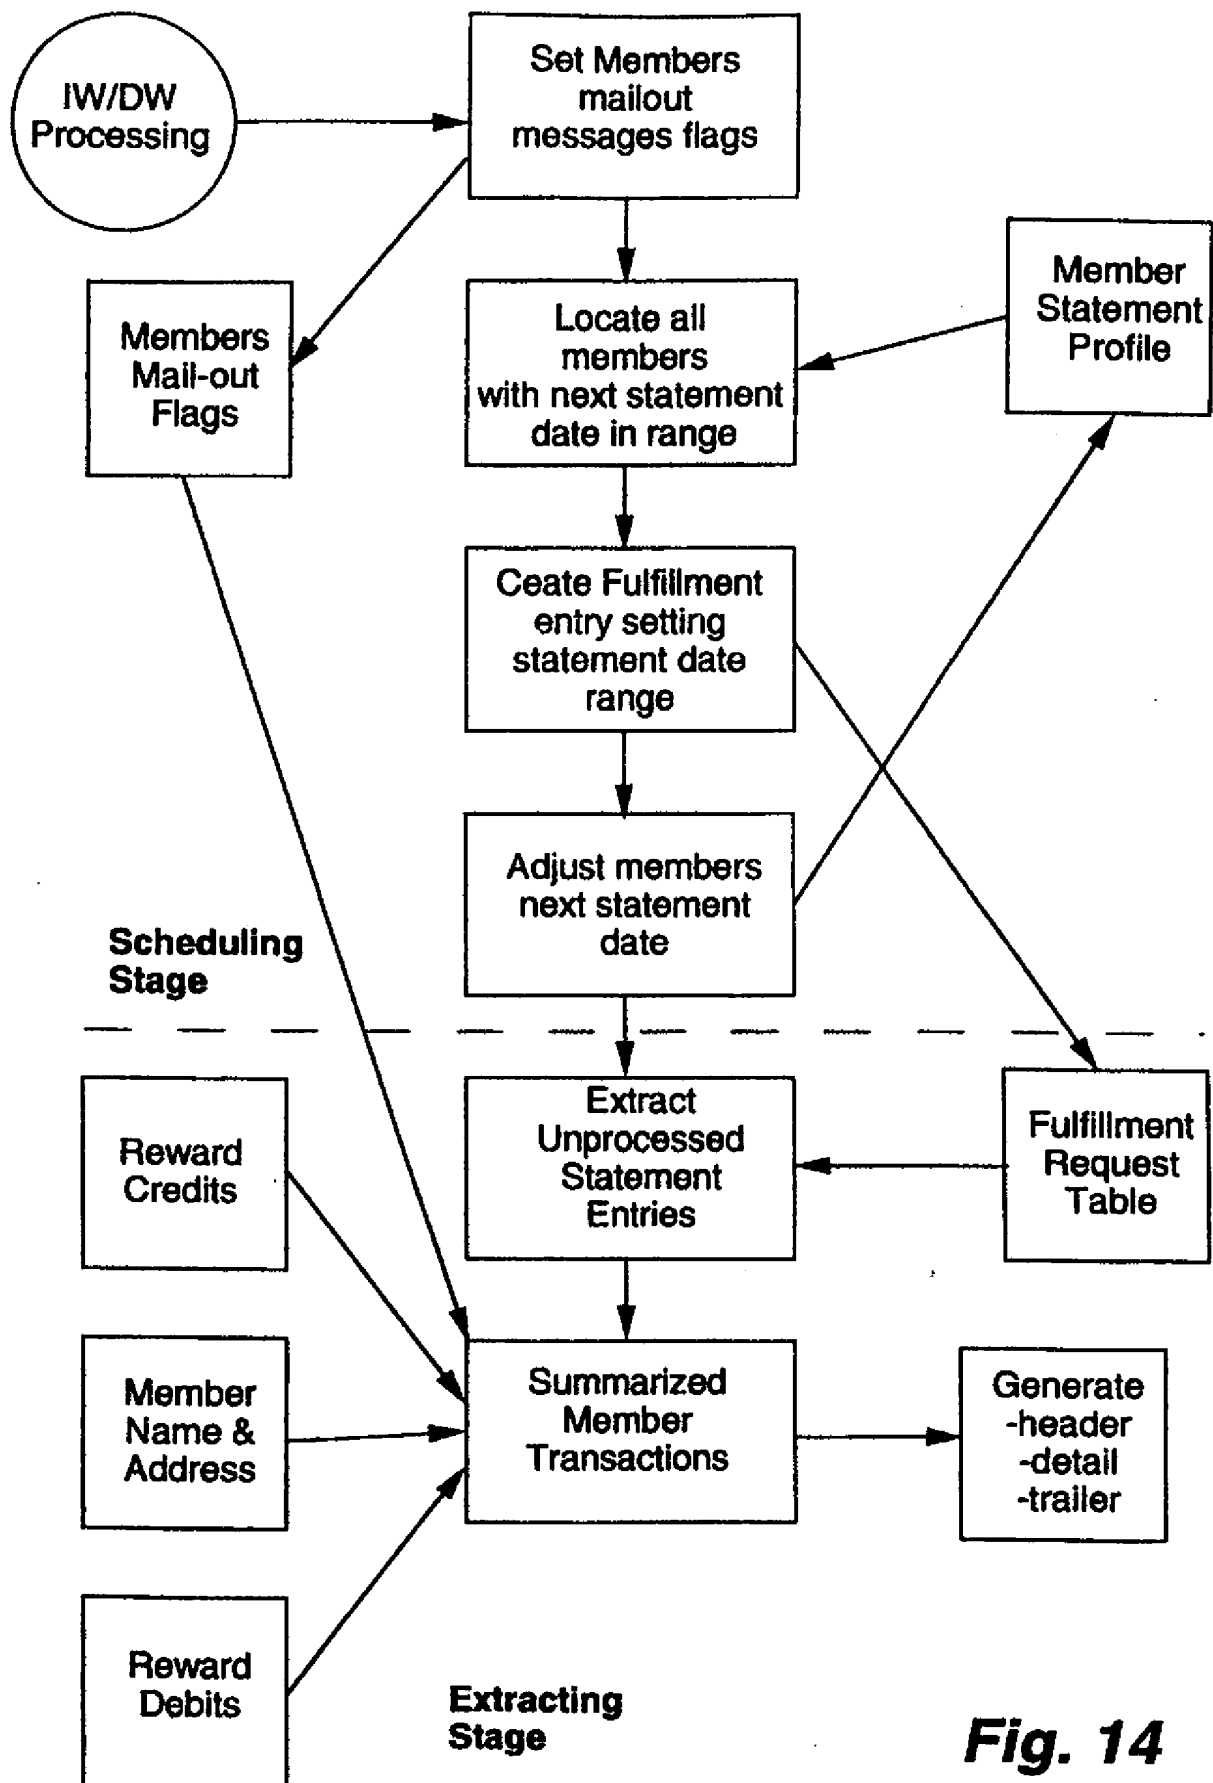 IW/DW
Processing
Set Members
mailout
messages flags
Members
Mail-out
Flags
Locate all
members
with next statement
date in range
Member
Statement
Profile
Ceate Fulfillment
entry setting
statement date
range
Adjust members
next statement
date
Scheduling
Stage
Reward
Credits
Extract
Unprocessed
Statement
Entries
Fulfillment
Request
Table
Member
Name &
Address
Summarized
Member
Transactions
Generate
-header
-detail
-trailer
Reward
Debits
Extracting
Stage
Fig. 14